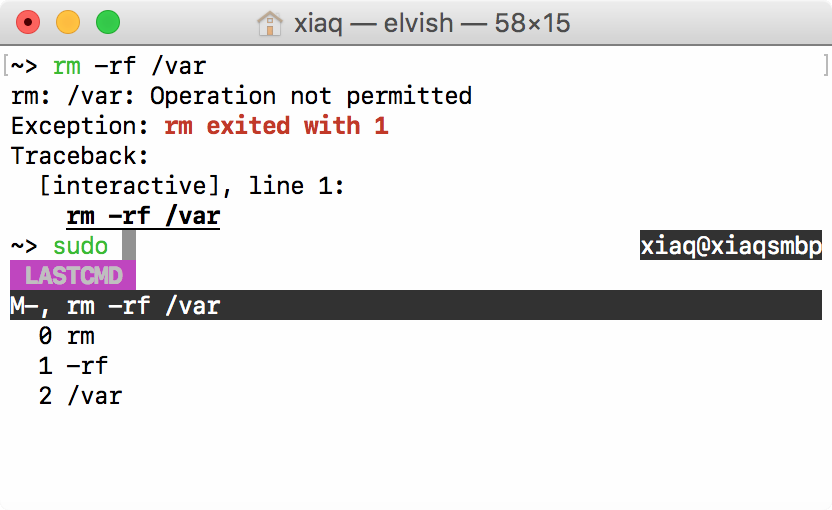 xiaq — elvish — 58×15
~> rm -rf /var
rm: /var: Operation not permitted
Exception: rm exited with 1
Traceback:
[interactive], line 1:
rm -rf /var
~> sudo xiaq@xiaqsmbp
LASTCMD
M-, rm -rf /var
0 rm
1 -rf
2 /var